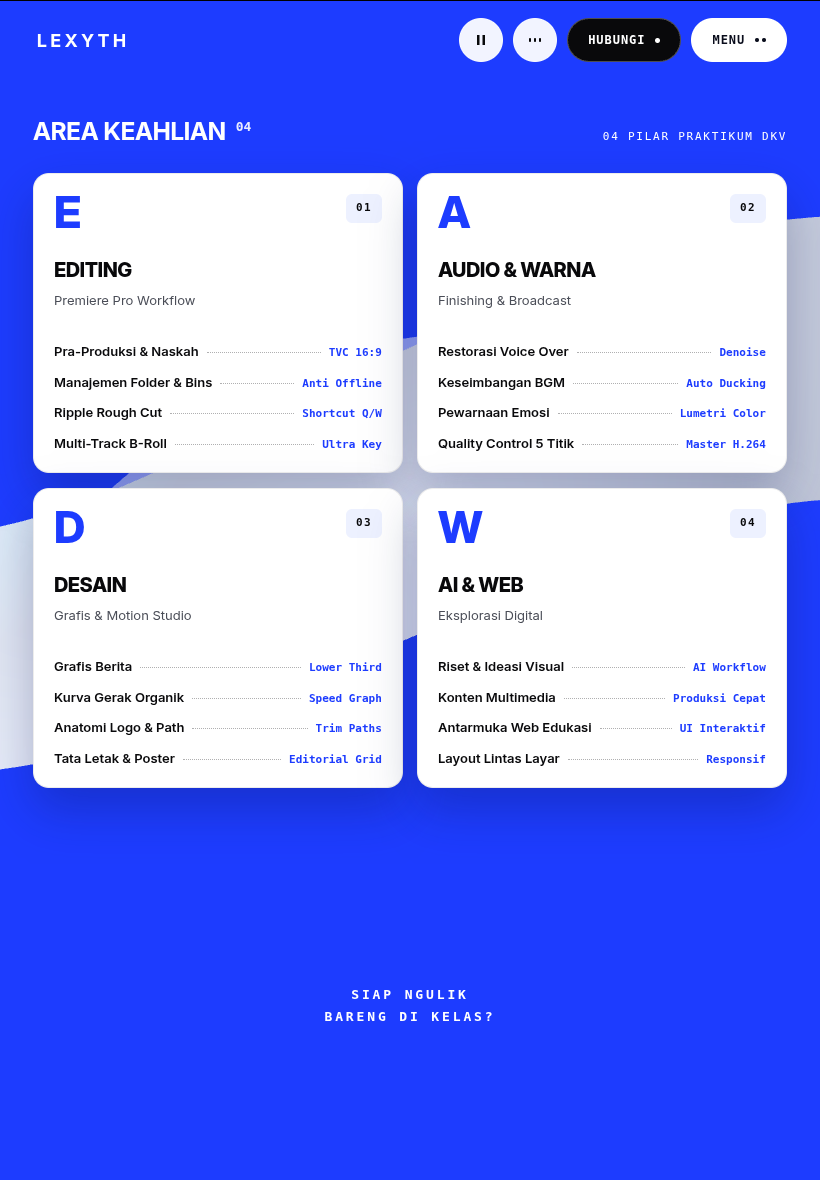 LEXYTH
HUBUNGI
MENU
AREA KEAHLIAN 04
04 PILAR PRAKTIKUM DKV
E
01
EDITING
Premiere Pro Workflow
Pra-Produksi & Naskah TVC 16:9
Manajemen Folder & Bins Anti Offline
Ripple Rough Cut Shortcut Q/W
Multi-Track B-Roll Ultra Key
A
02
AUDIO & WARNA
Finishing & Broadcast
Restorasi Voice Over Denoise
Keseimbangan BGM Auto Ducking
Pewarnaan Emosi Lumetri Color
Quality Control 5 Titik Master H.264
D
03
DESAIN
Grafis & Motion Studio
Grafis Berita Lower Third
Kurva Gerak Organik Speed Graph
Anatomi Logo & Path Trim Paths
Tata Letak & Poster Editorial Grid
W
04
AI & WEB
Eksplorasi Digital
Riset & Ideasi Visual AI Workflow
Konten Multimedia Produksi Cepat
Antarmuka Web Edukasi UI Interaktif
Layout Lintas Layar Responsif
SIAP NGULIK
BARENG DI KELAS?